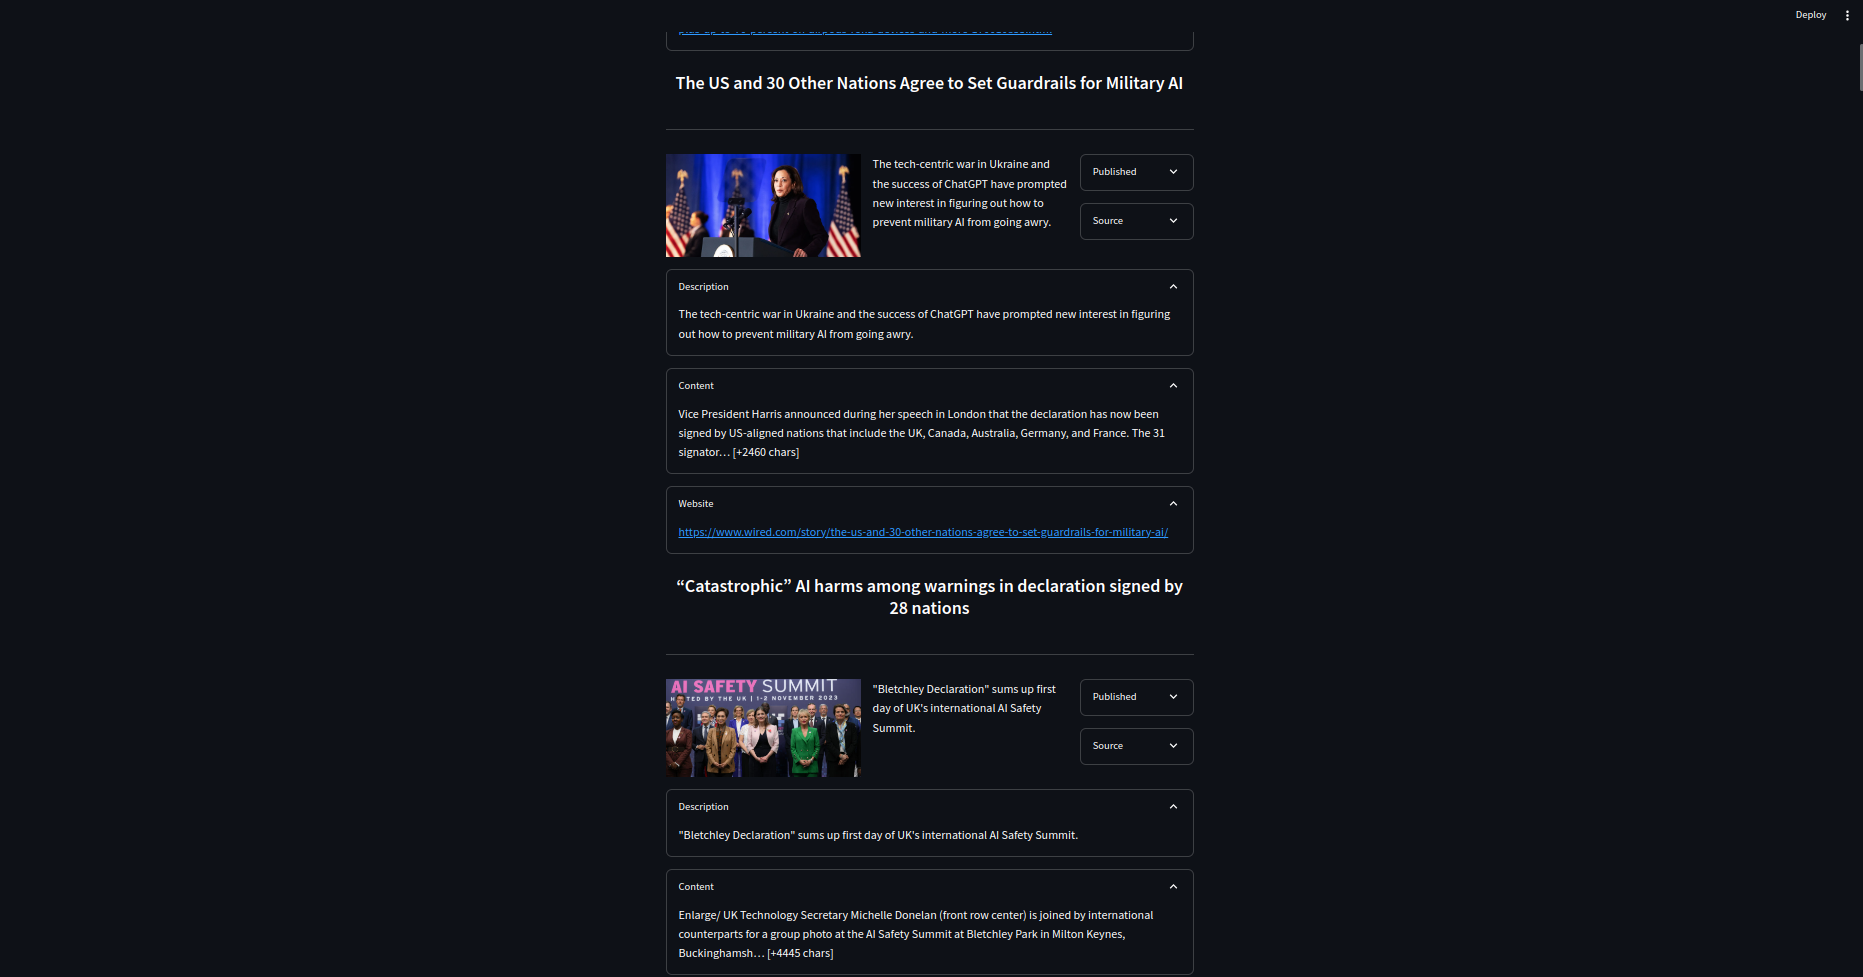 Deploy
The US and 30 Other Nations Agree to Set Guardrails for Military AI
The tech-centric war in Ukraine and
the success of ChatGPT have prompted
new interest in figuring out how to
prevent military AI from going awry.
Published
Source
Description
The tech-centric war in Ukraine and the success of ChatGPT have prompted new interest in figuring
out how to prevent military AI from going awry.
Content
Vice President Harris announced during her speech in London that the declaration has now been
signed by US-aligned nations that include the UK, Canada, Australia, Germany, and France. The 31
signator… [+2460 chars]
Website
https://www.wired.com/story/the-us-and-30-other-nations-agree-to-set-guardrails-for-military-ai/
“Catastrophic” AI harms among warnings in declaration signed by
28 nations
AI SAFETY SUMMIT
HOSTED BY THE UK | 1-2 NOVEMBER 2023
"Bletchley Declaration" sums up first
day of UK's international AI Safety
Summit.
Published
Source
Description
"Bletchley Declaration" sums up first day of UK's international AI Safety Summit.
Content
Enlarge/ UK Technology Secretary Michelle Donelan (front row center) is joined by international
counterparts for a group photo at the AI Safety Summit at Bletchley Park in Milton Keynes,
Buckinghamsh… [+4445 chars]